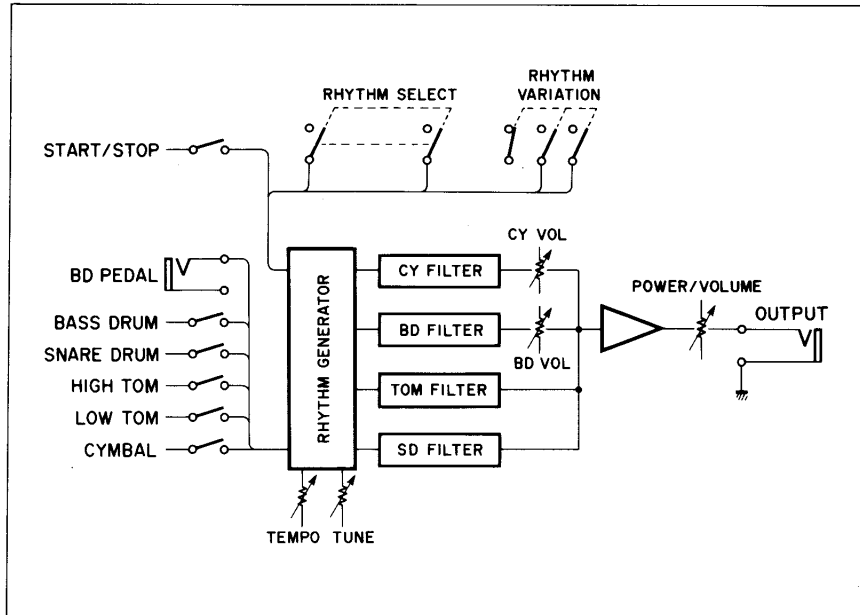 RHYTHM SELECT
RHYTHM
VARIATION
START/STOP
BD PEDAL
BASS DRUM
SNARE DRUM
HIGH TOM
LOW TOM
CYMBAL
RHYTHM GENERATOR
TEMPO
TUNE
CY FILTER
BD FILTER
TOM FILTER
SD FILTER
CY VOL
BD VOL
POWER/VOLUME
OUTPUT